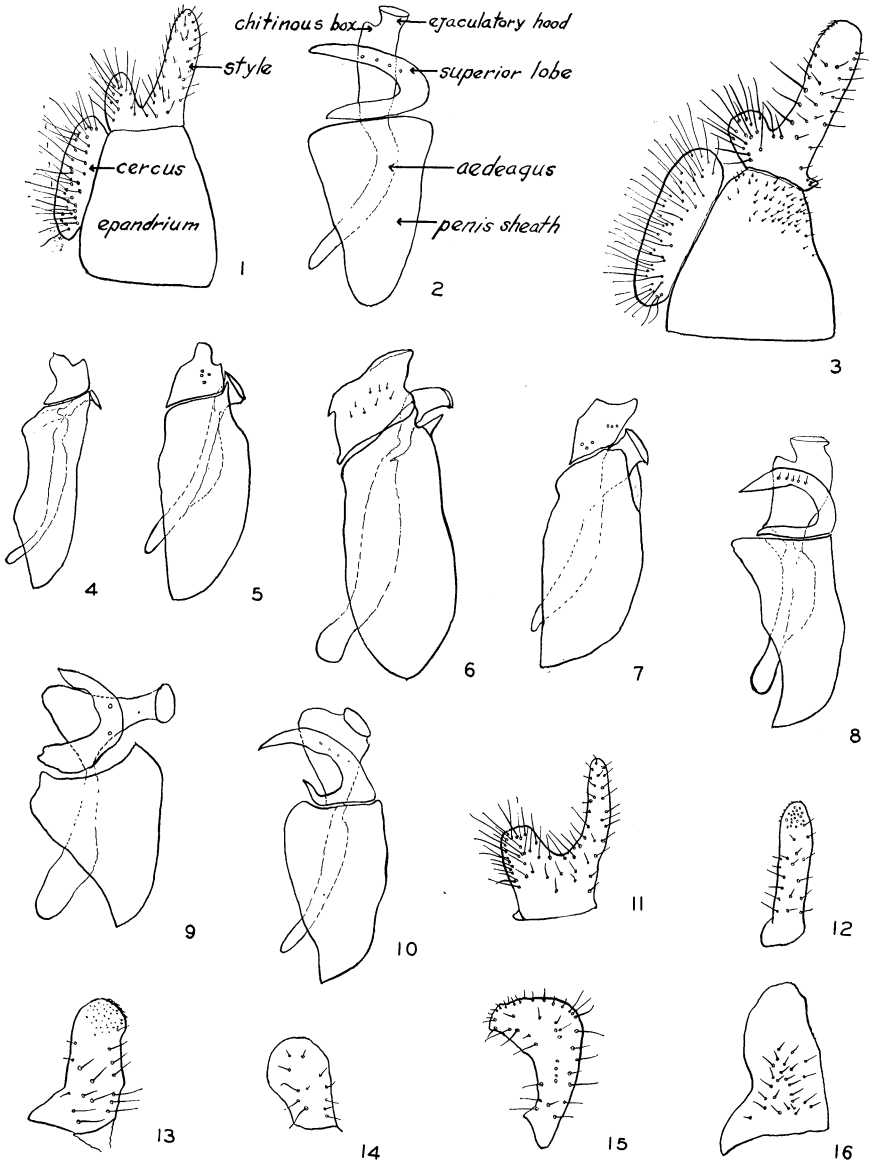 chitinous box
ejaculatory hood
style
superior lobe
cercus
aedeagus
epandrium
penis sheath
1
2
3
4
5
6
7
8
9
10
11
12
13
14
15
16